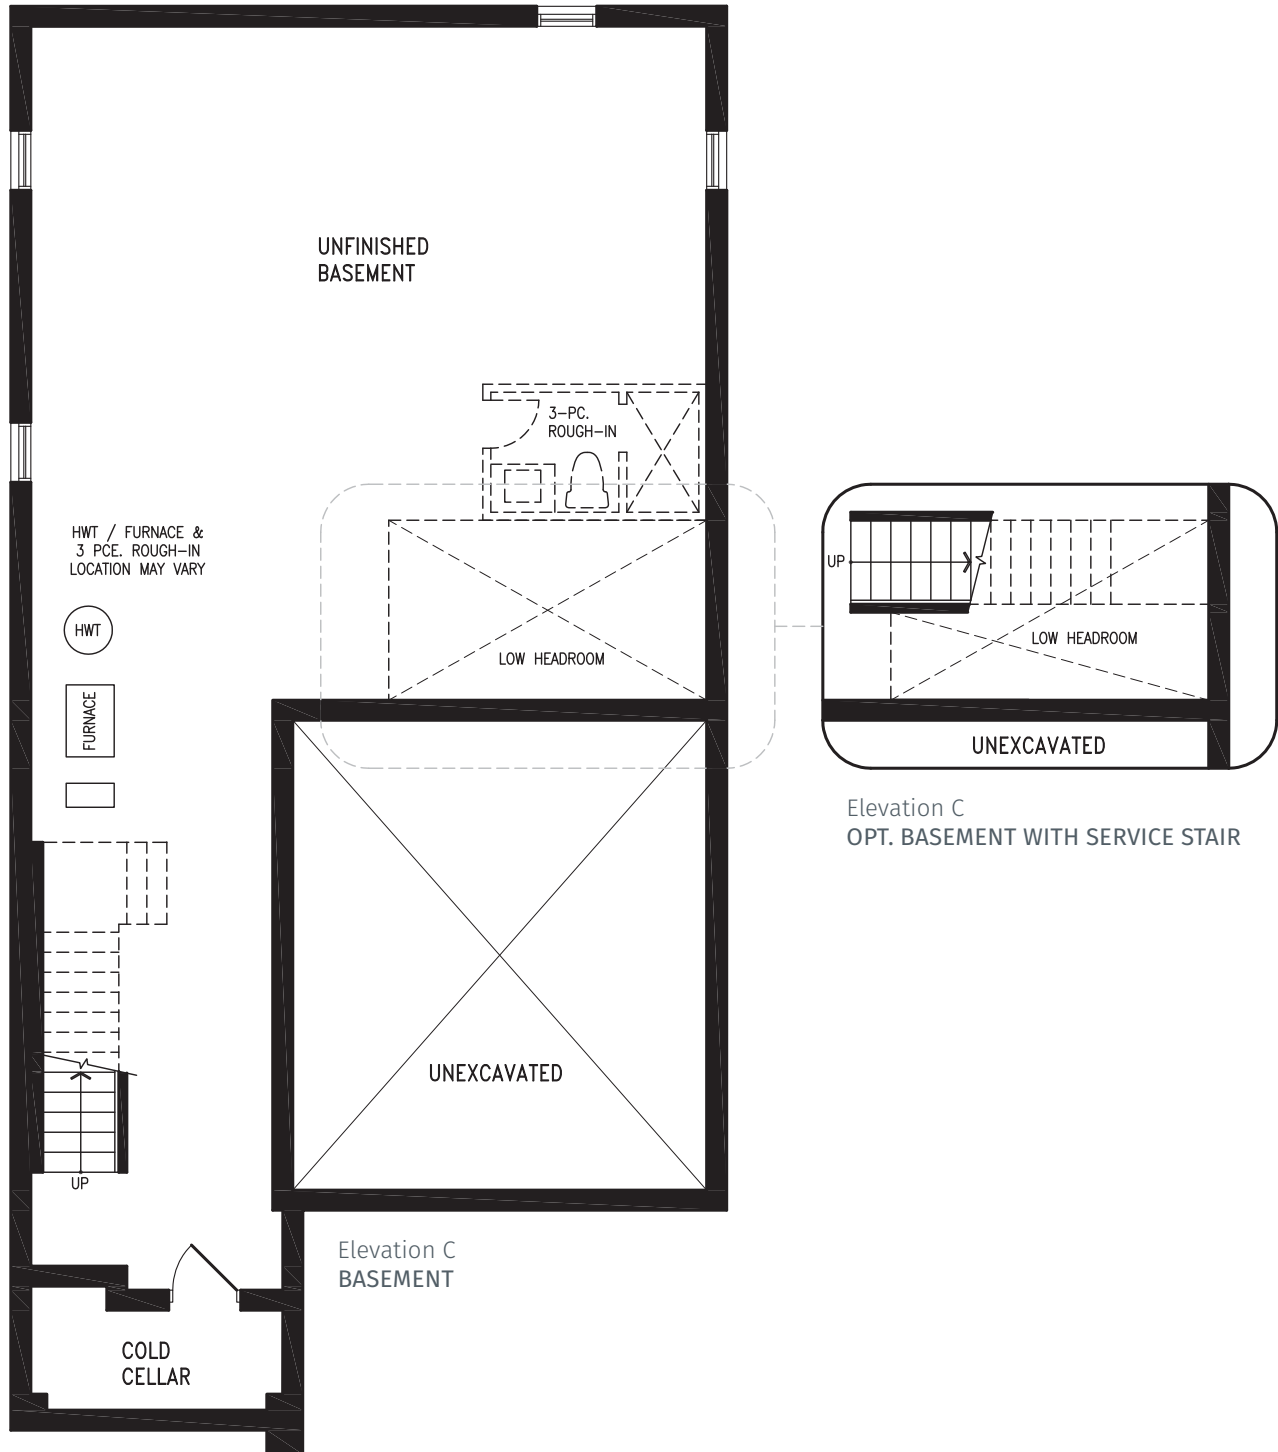 UNFINISHED
BASEMENT
3-PC.
ROUGH-IN
HWT / FURNACE &
3 PCE. ROUGH-IN
LOCATION MAY VARY
HWT
FURNACE
LOW HEADROOM
UP
LOW HEADROOM
UNEXCAVATED
Elevation C
OPT. BASEMENT WITH SERVICE STAIR
UNEXCAVATED
UP
Elevation C
BASEMENT
COLD
CELLAR